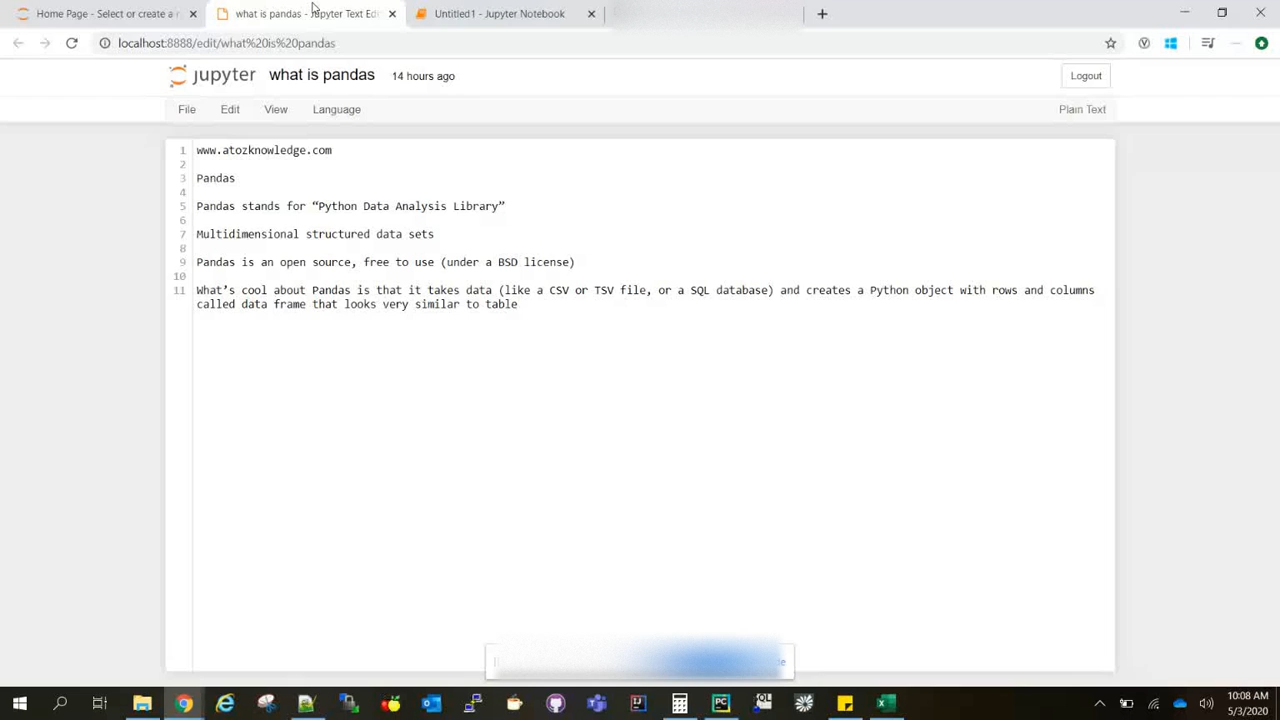 Home Page - Select or create a n
what is pandas - Jupyter Text Edi
Untitled1 - Jupyter Notebook
localhost:8888/edit/what%20is%20pandas
jupyter what is pandas 14 hours ago
Logout
File Edit View Language
Plain Text
1 www.atozknowledge.com
2
3 Pandas
4
5 Pandas stands for “Python Data Analysis Library”
6
7 Multidimensional structured data sets
8
9 Pandas is an open source, free to use (under a BSD license)
10
11 What’s cool about Pandas is that it takes data (like a CSV or TSV file, or a SQL database) and creates a Python object with rows and columns
called data frame that looks very similar to table
10:08 AM
5/3/2020